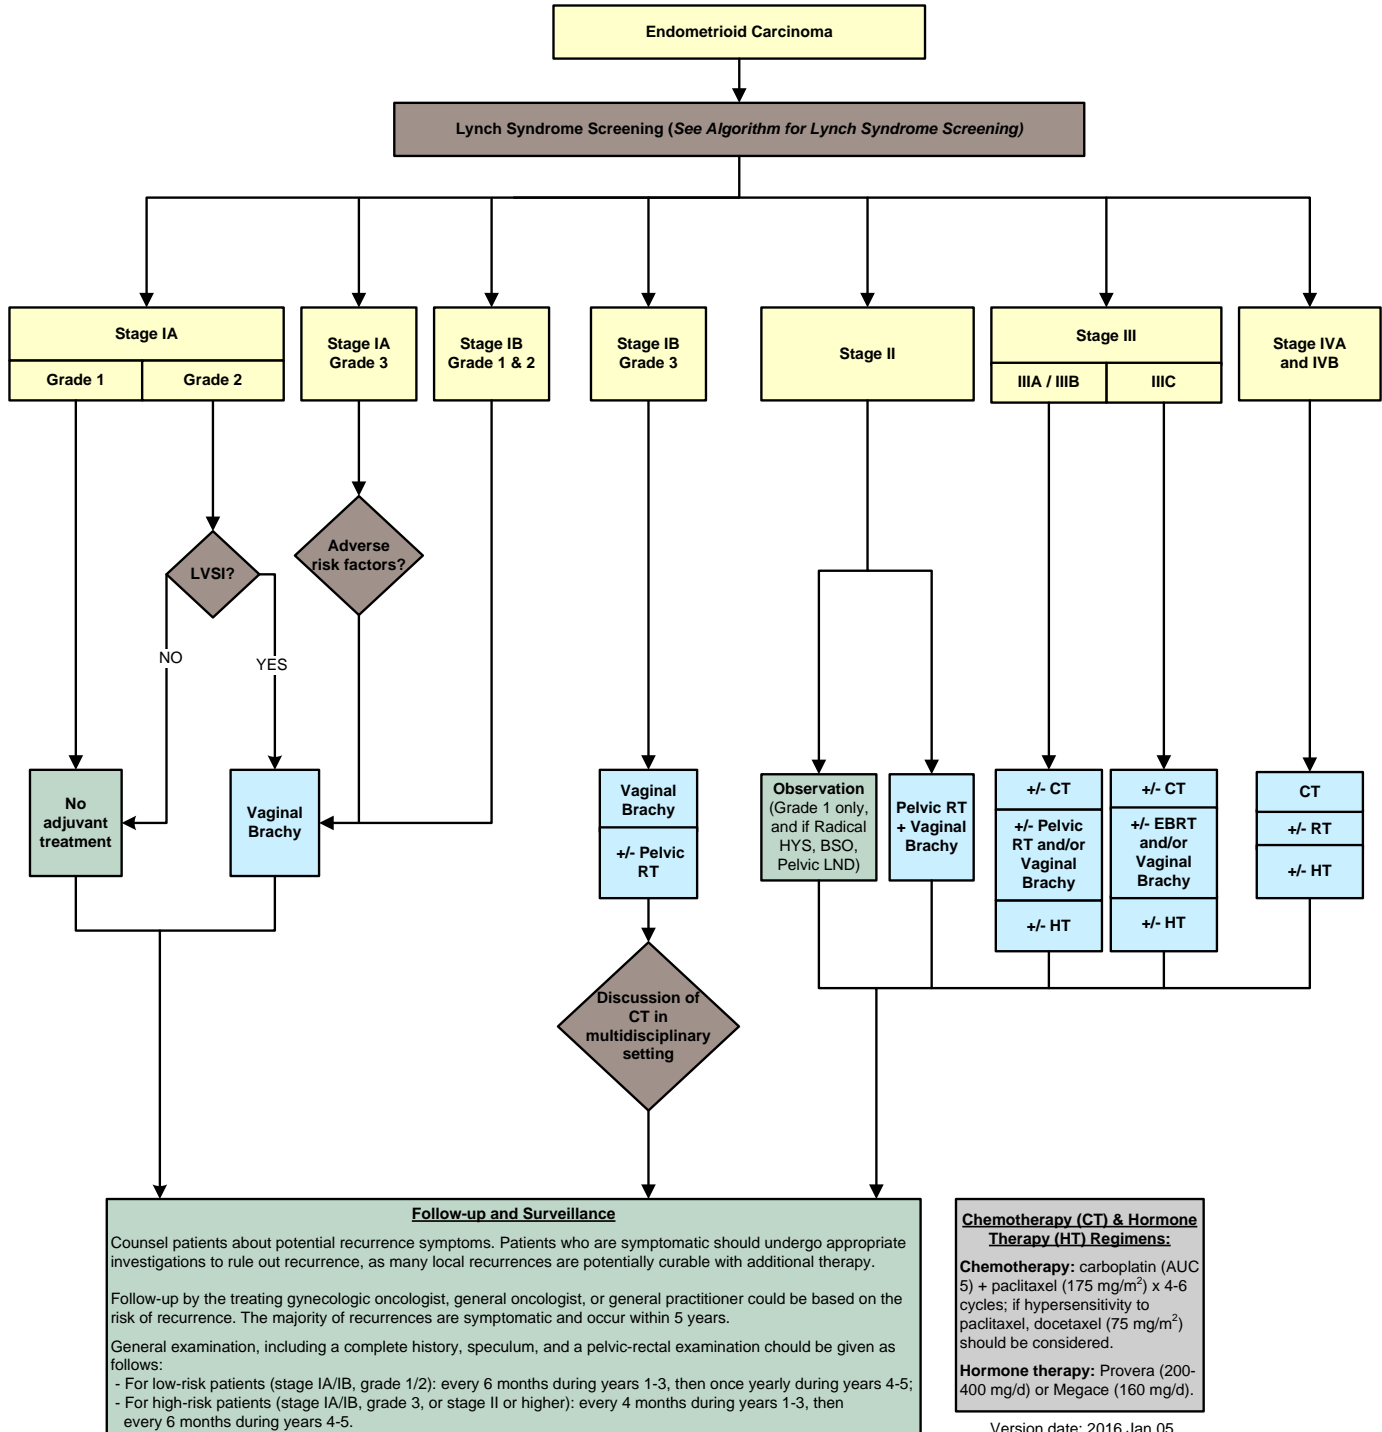 Endometrioid Carcinoma
Lynch Syndrome Screening (See Algorithm for Lynch Syndrome Screening)
Stage IA
Grade 1
Grade 2
Stage IA
Grade 3
Stage IB
Grade 1 & 2
Stage IB
Grade 3
Stage II
Stage III
IIIA / IIIB
IIIC
Stage IVA
and IVB
LVSI?
Adverse
risk factors?
NO
YES
No
adjuvant
treatment
Vaginal
Brachy
Vaginal
Brachy
+/- Pelvic
RT
Observation
(Grade 1 only,
and if Radical
HYS, BSO,
Pelvic LND)
Pelvic RT
+ Vaginal
Brachy
+/- CT
+/- Pelvic
RT and/or
Vaginal
Brachy
+/- HT
+/- CT
+/- EBRT
and/or
Vaginal
Brachy
+/- HT
CT
+/- RT
+/- HT
Discussion of
CT in
multidisciplinary
setting
Follow-up and Surveillance
Counsel patients about potential recurrence symptoms. Patients who are symptomatic should undergo appropriate
investigations to rule out recurrence, as many local recurrences are potentially curable with additional therapy.
Follow-up by the treating gynecologic oncologist, general oncologist, or general practitioner could be based on the
risk of recurrence. The majority of recurrences are symptomatic and occur within 5 years.
General examination, including a complete history, speculum, and a pelvic-rectal examination chould be given as
follows:
- For low-risk patients (stage IA/IB, grade 1/2): every 6 months during years 1-3, then once yearly during years 4-5;
- For high-risk patients (stage IA/IB, grade 3, or stage II or higher): every 4 months during years 1-3, then
every 6 months during years 4-5.
Chemotherapy (CT) & Hormone
Therapy (HT) Regimens:
Chemotherapy: carboplatin (AUC
5) + paclitaxel (175 mg/m²) x 4-6
cycles; if hypersensitivity to
paclitaxel, docetaxel (75 mg/m²)
should be considered.
Hormone therapy: Provera (200-
400 mg/d) or Megace (160 mg/d).
Version date: 2016 Jan 05